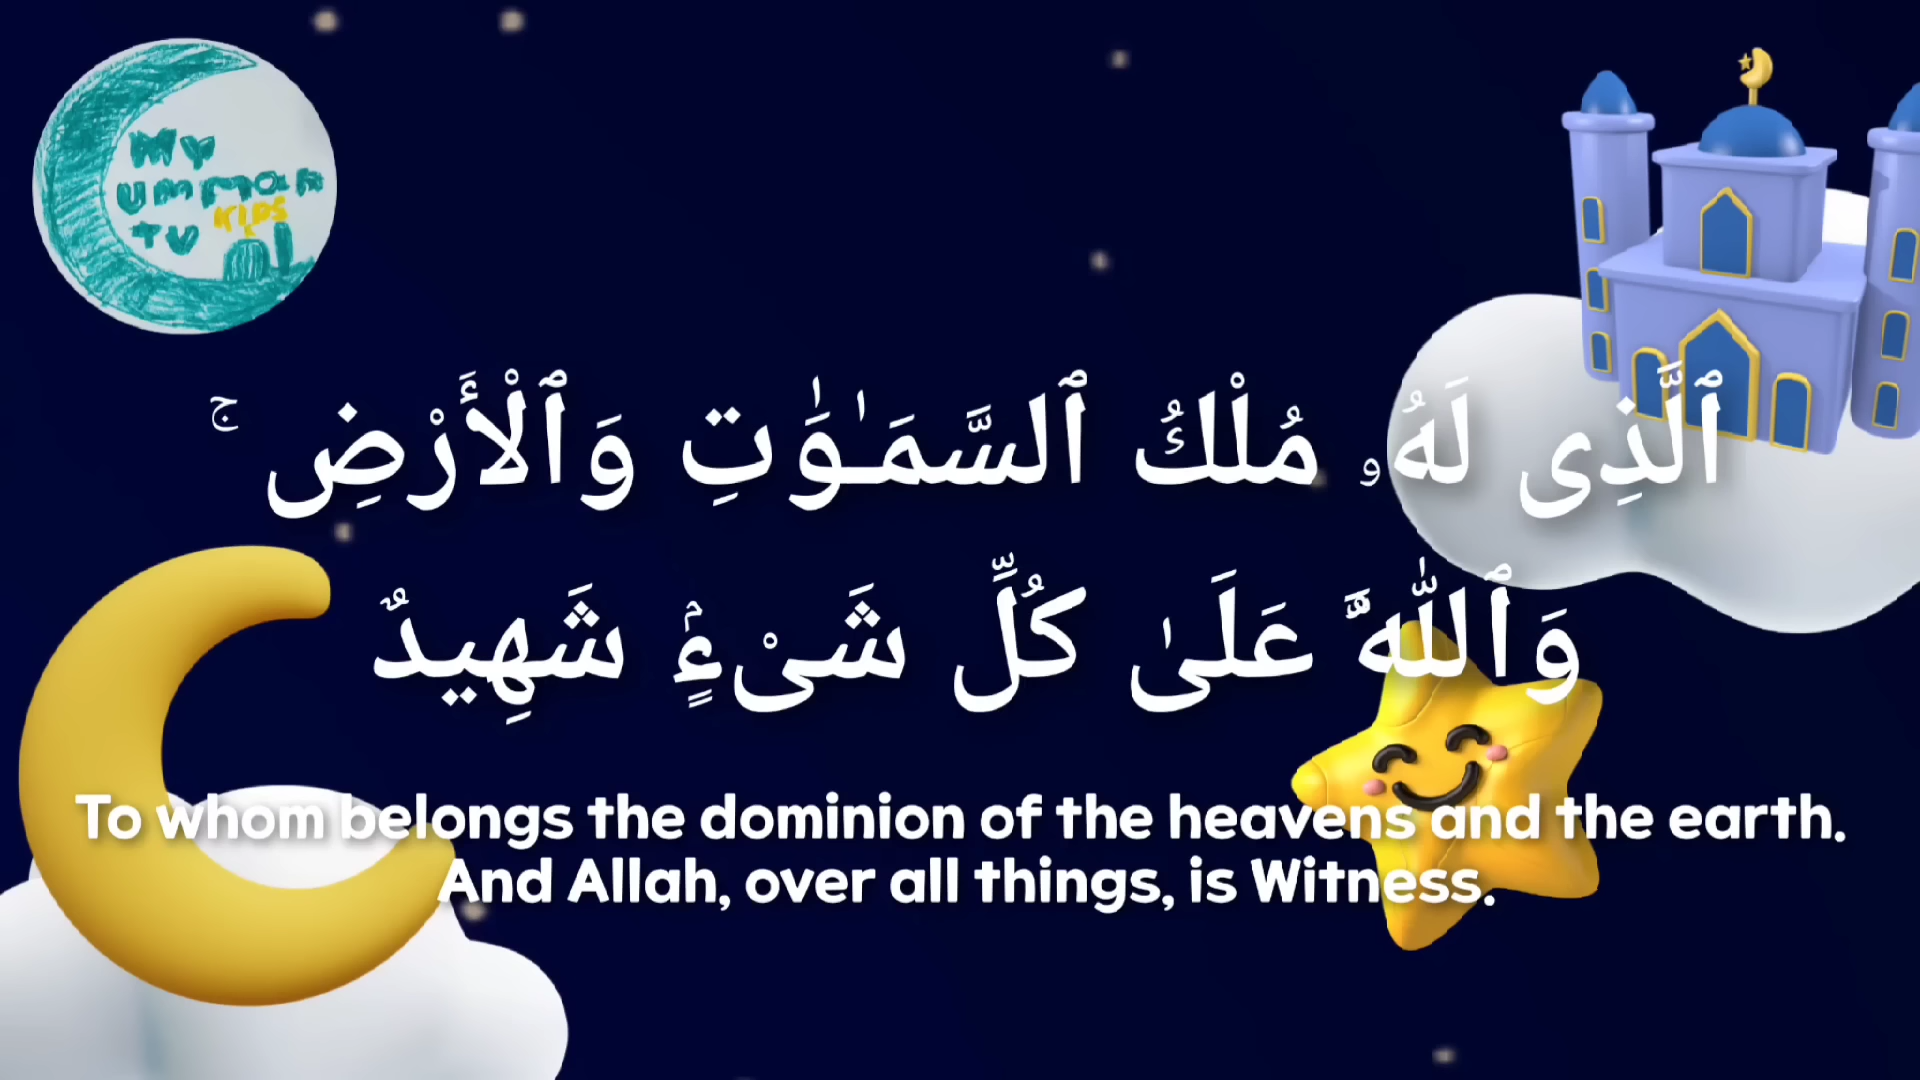 My
ummah
KIDS
TV
ٱلَّذِى لَهُۥ مُلْكُ ٱلسَّمَـٰوَٰتِ وَٱلْأَرْضِ ۚ
وَٱللَّهُ عَلَىٰ كُلِّ شَىْءٍۢ شَهِيدٌ
To whom belongs the dominion of the heavens and the earth.
And Allah, over all things, is Witness.